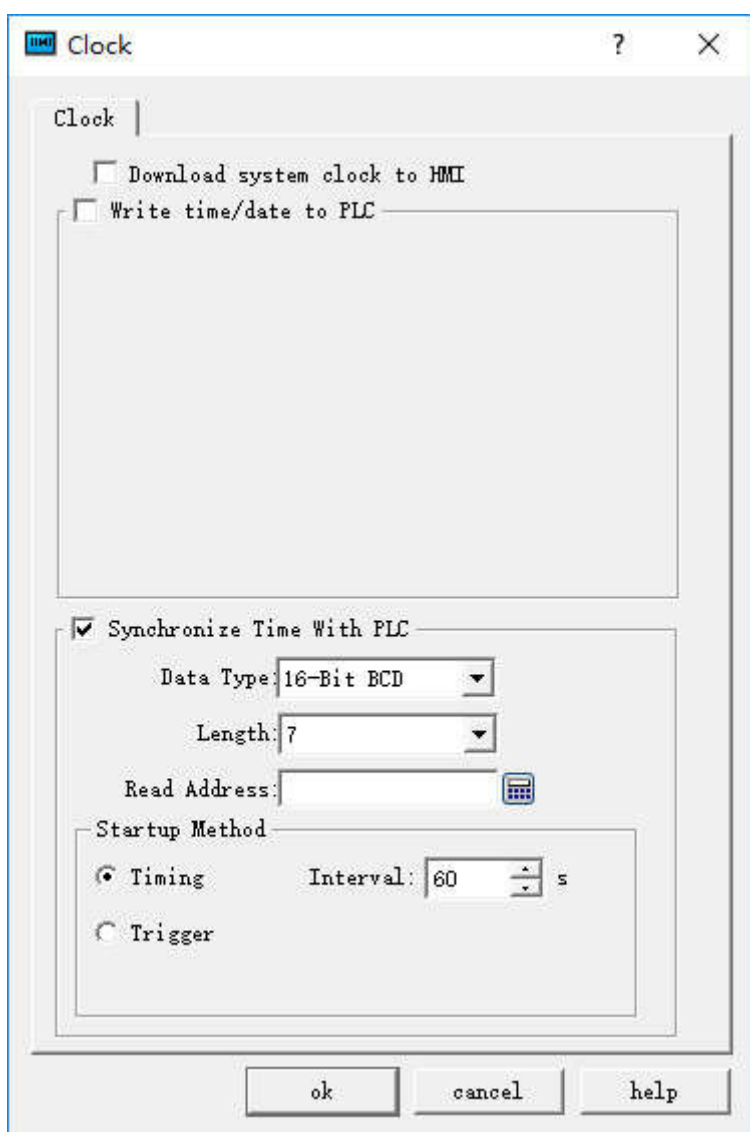 Clock
?
Clock
Download system clock to HMI
Write time/date to PLC
Synchronize Time With PLC
Data Type: 16-Bit BCD
Length: 7
Read Address:
Startup Method
Timing Interval: 60 s
Trigger
ok cancel help